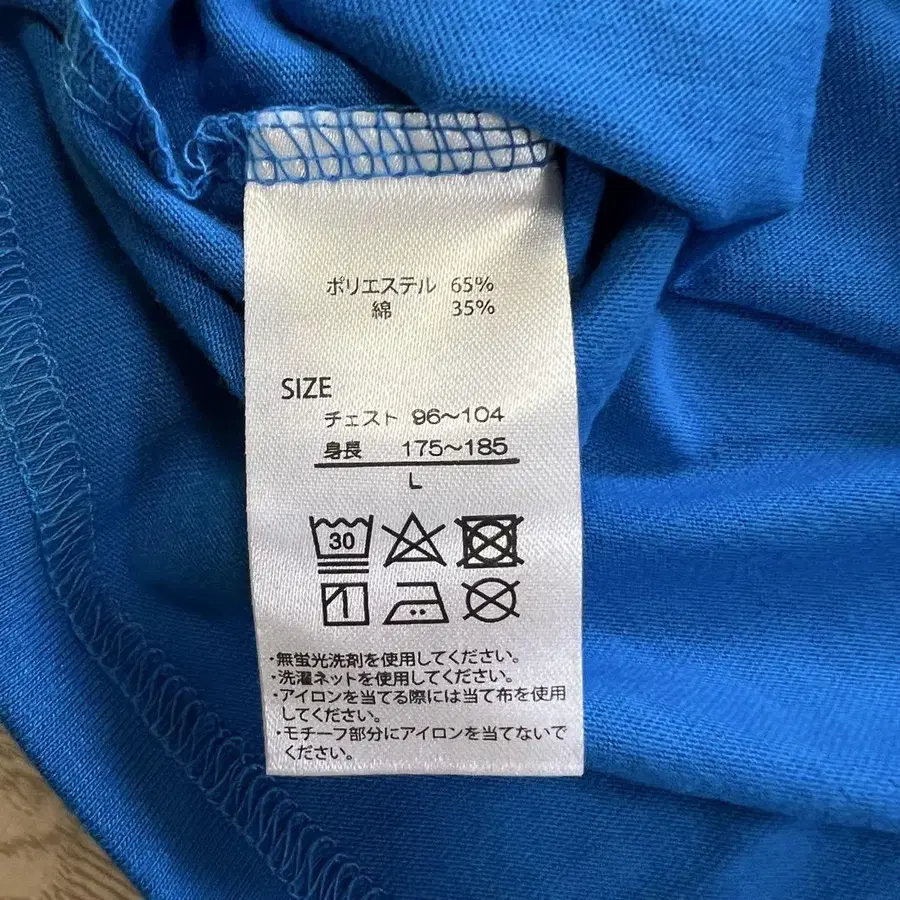 ポリエステル 65%
綿 35%
SIZE
チェスト 96〜104
身長 175〜185
L
30
・無蛍光洗剤を使用してください。
・洗濯ネットを使用してください。
・アイロンを当てる際には当て布を使用
してください。
・モチーフ部分にアイロンを当てないで
ください。